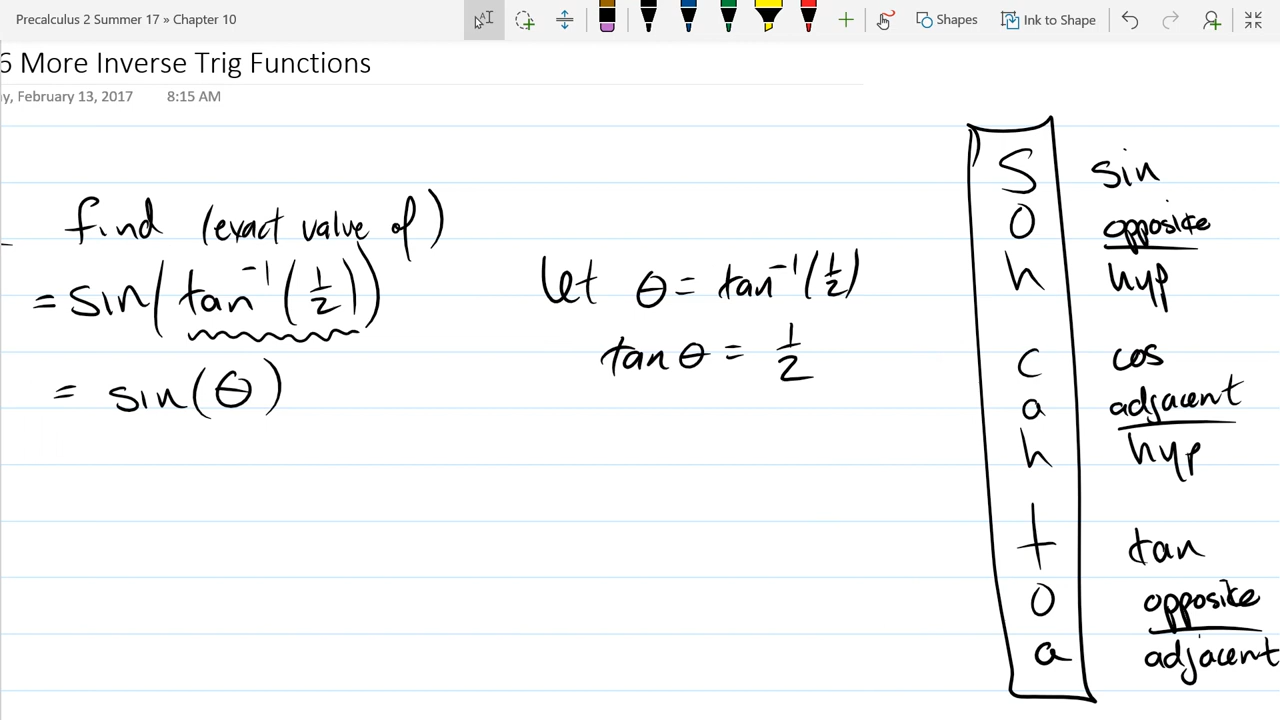 Precalculus 2 Summer 17 » Chapter 10
Shapes
Ink to Shape
6 More Inverse Trig Functions
y, February 13, 2017 8:15 AM
find (exact value of)
= sin(tan⁻¹(1/2))
= sin(θ)
let θ = tan⁻¹(1/2)
tan θ = 1/2
S sin
O opposite
h hyp
c cos
a adjacent
h hyp
t tan
O opposite
a adjacent